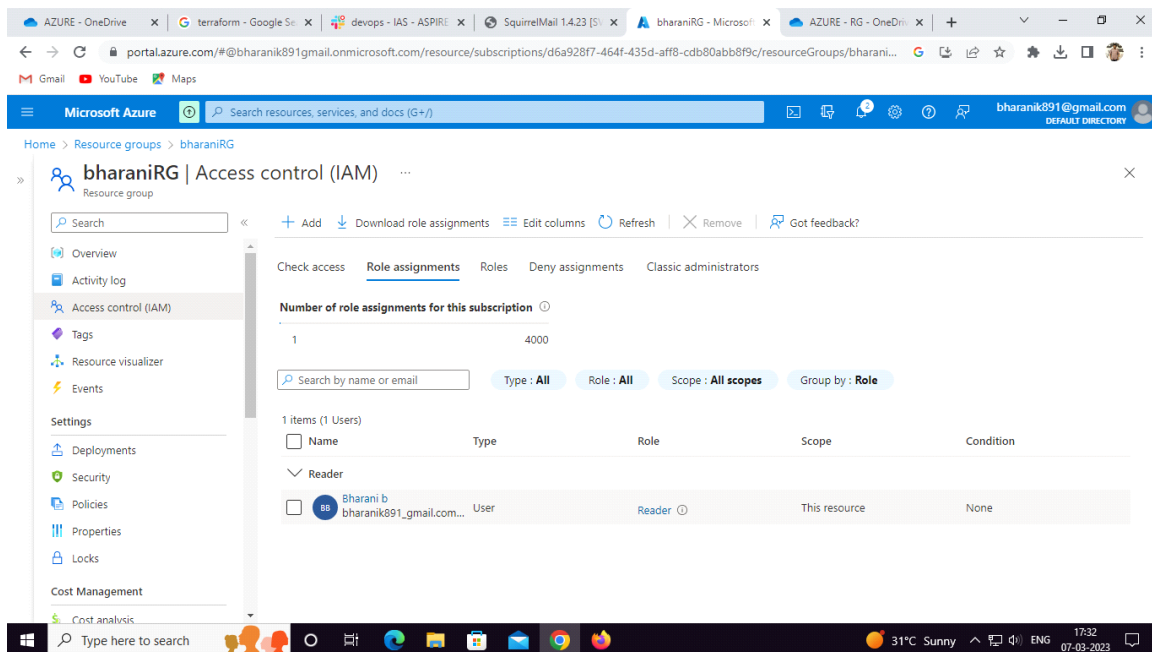 AZURE - OneDrive
terraform - Google Se
devops - IAS - ASPIRE
SquirrelMail 1.4.23 [SV
bharaniRG - Microsof
AZURE - RG - OneDriv
portal.azure.com/#@bharanik891gmail.onmicrosoft.com/resource/subscriptions/d6a928f7-464f-435d-aff8-cdb80abb8f9c/resourceGroups/bharani...
Gmail YouTube Maps
Microsoft Azure
Search resources, services, and docs (G+/)
2
bharanik891@gmail.com
DEFAULT DIRECTORY
Home > Resource groups > bharaniRG
bharaniRG | Access control (IAM) ...
Resource group
Search
Overview
Activity log
Access control (IAM)
Tags
Resource visualizer
Events
Settings
Deployments
Security
Policies
Properties
Locks
Cost Management
Cost analysis
Add Download role assignments Edit columns Refresh Remove Got feedback?
Check access Role assignments Roles Deny assignments Classic administrators
Number of role assignments for this subscription
1 4000
Search by name or email Type : All Role : All Scope : All scopes Group by : Role
1 items (1 Users)
Name Type Role Scope Condition
Reader
BB Bharani b User Reader This resource None
bharanik891_gmail.com...
Type here to search
31°C Sunny ENG 17:32
07-03-2023